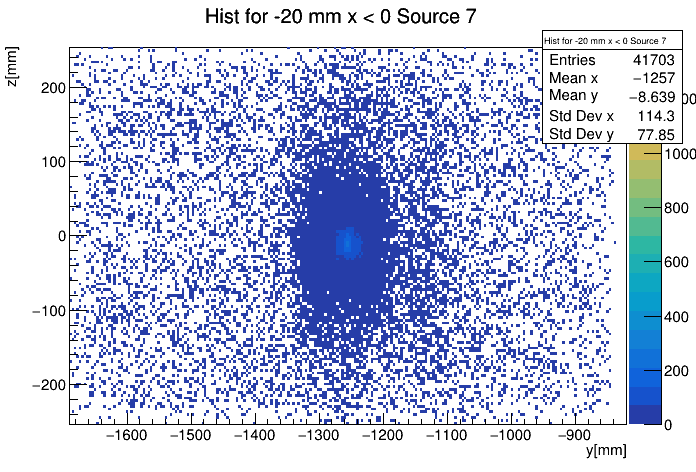 Hist for -20 mm x < 0 Source 7
Hist for -20 mm x < 0 Source 7
Entries 41703
Mean x −1257
Mean y −8.639
Std Dev x 114.3
Std Dev y 77.85
z[mm]
200
100
0
−100
−200
−1600 −1500 −1400 −1300 −1200 −1100 −1000 −900
y[mm]
1000
800
600
400
200
0